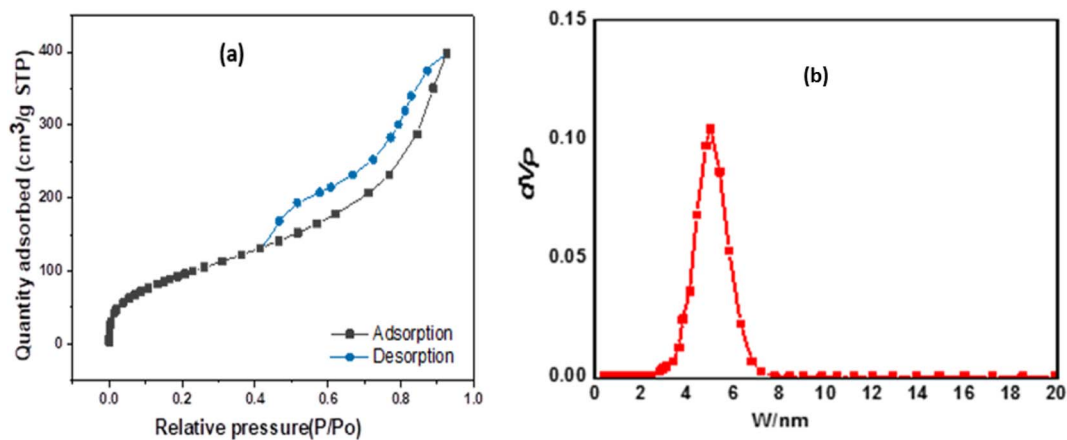 (a)
Quantity adsorbed (cm³/g STP)
400
300
200
100
0
Adsorption
Desorption
0.0 0.2 0.4 0.6 0.8 1.0
Relative pressure(P/Po)
(b)
dVp
0.15
0.10
0.05
0.00
0 2 4 6 8 10 12 14 16 18 20
W/nm